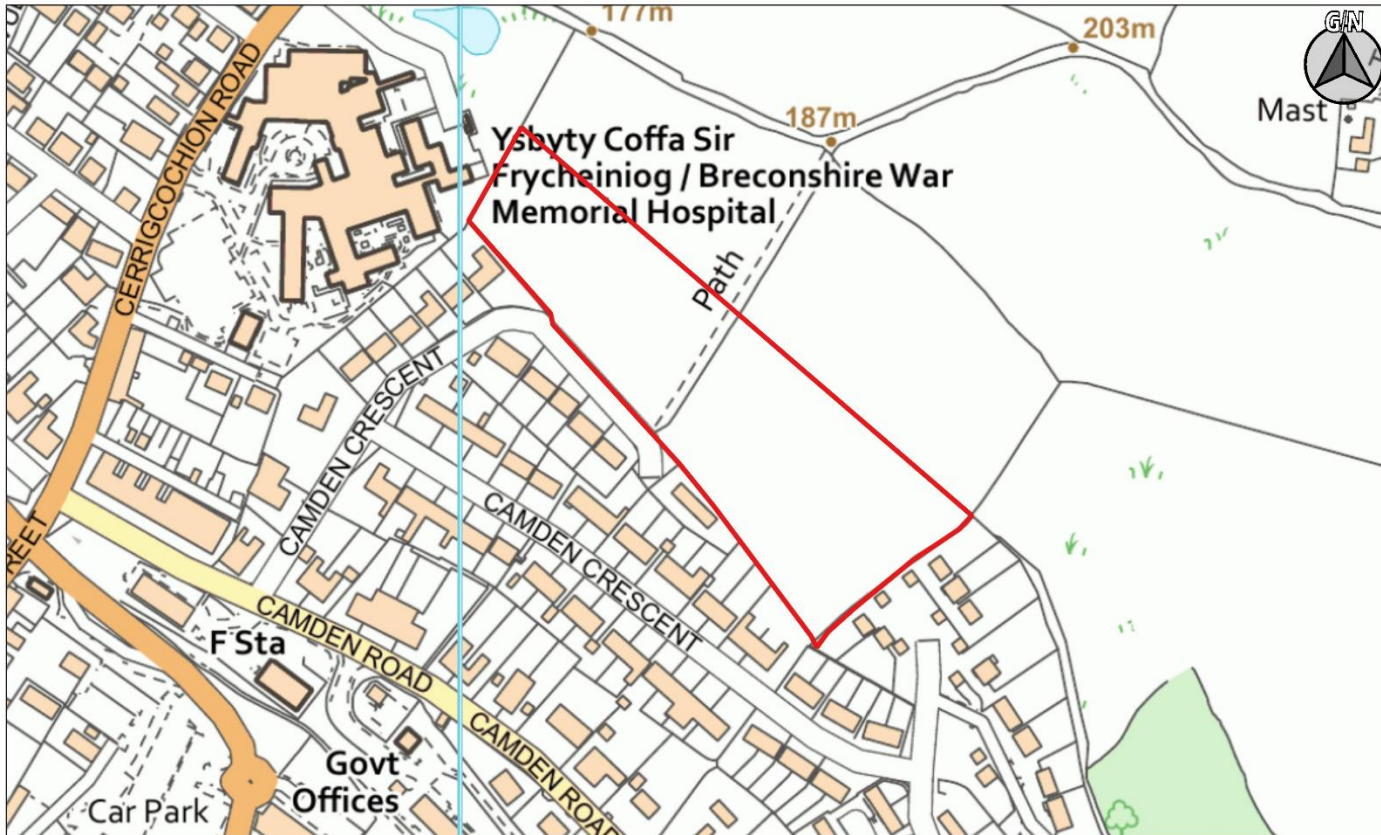 177m
203m
G/N
CERRIGCOCHION ROAD
187m
Mast
Ysbyty Coffa Sir
Frycheiniog / Breconshire War
Memorial Hospital
Path
CAMDEN CRESCENT
CAMDEN CRESCENT
REET
CAMDEN ROAD
F Sta
CAMDEN ROAD
Govt
Offices
Car Park